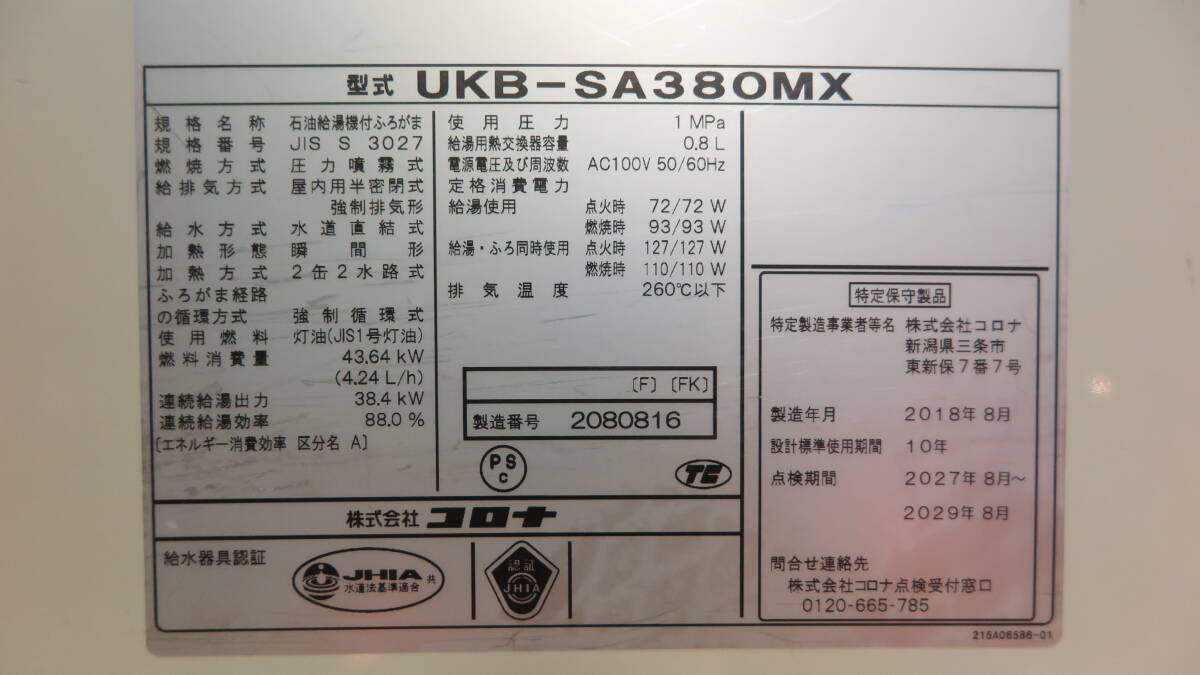 型式 UKB-SA380MX
規格名称 石油給湯機付ふろがま
規格番号 JIS S 3027
燃焼方式 圧力噴霧式
給排気方式 屋内用半密閉式
強制排気形
給水方式 水道直結式
加熱形態 瞬間形
加熱方式 2缶2水路式
ふろがま経路
の循環方式 強制循環式
使用燃料 灯油(JIS1号灯油)
燃料消費量 43.64 kW
(4.24 L/h)
連続給湯出力 38.4 kW
連続給湯効率 88.0 %
〔エネルギー消費効率 区分名 A〕
使用圧力 1 MPa
給湯用熱交換器容量 0.8 L
電源電圧及び周波数 AC100V 50/60Hz
定格消費電力
給湯使用 点火時 72/72 W
燃焼時 93/93 W
給湯・ふろ同時使用 点火時 127/127 W
燃焼時 110/110 W
排気温度 260℃以下
〔F〕〔FK〕
製造番号 2080816
PS
C
TC
株式会社 コロナ
給水器具認証
JHIA 共
水道法基準適合
認証
JHIA
特定保守製品
特定製造事業者等名 株式会社コロナ
新潟県三条市
東新保7番7号
製造年月 2018年8月
設計標準使用期間 10年
点検期間 2027年8月~
2029年8月
問合せ連絡先
株式会社コロナ点検受付窓口
0120-665-785
215A06586-01